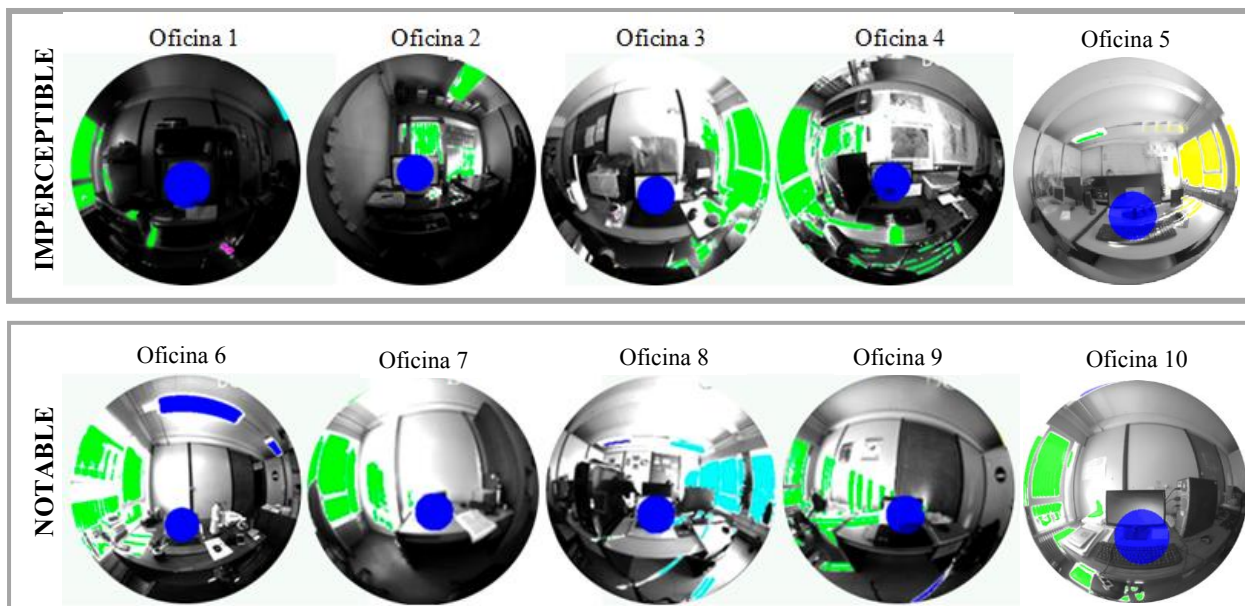 Oficina 1
Oficina 2
Oficina 3
Oficina 4
Oficina 5
IMPERCEPTIBLE
Oficina 6
Oficina 7
Oficina 8
Oficina 9
Oficina 10
NOTABLE